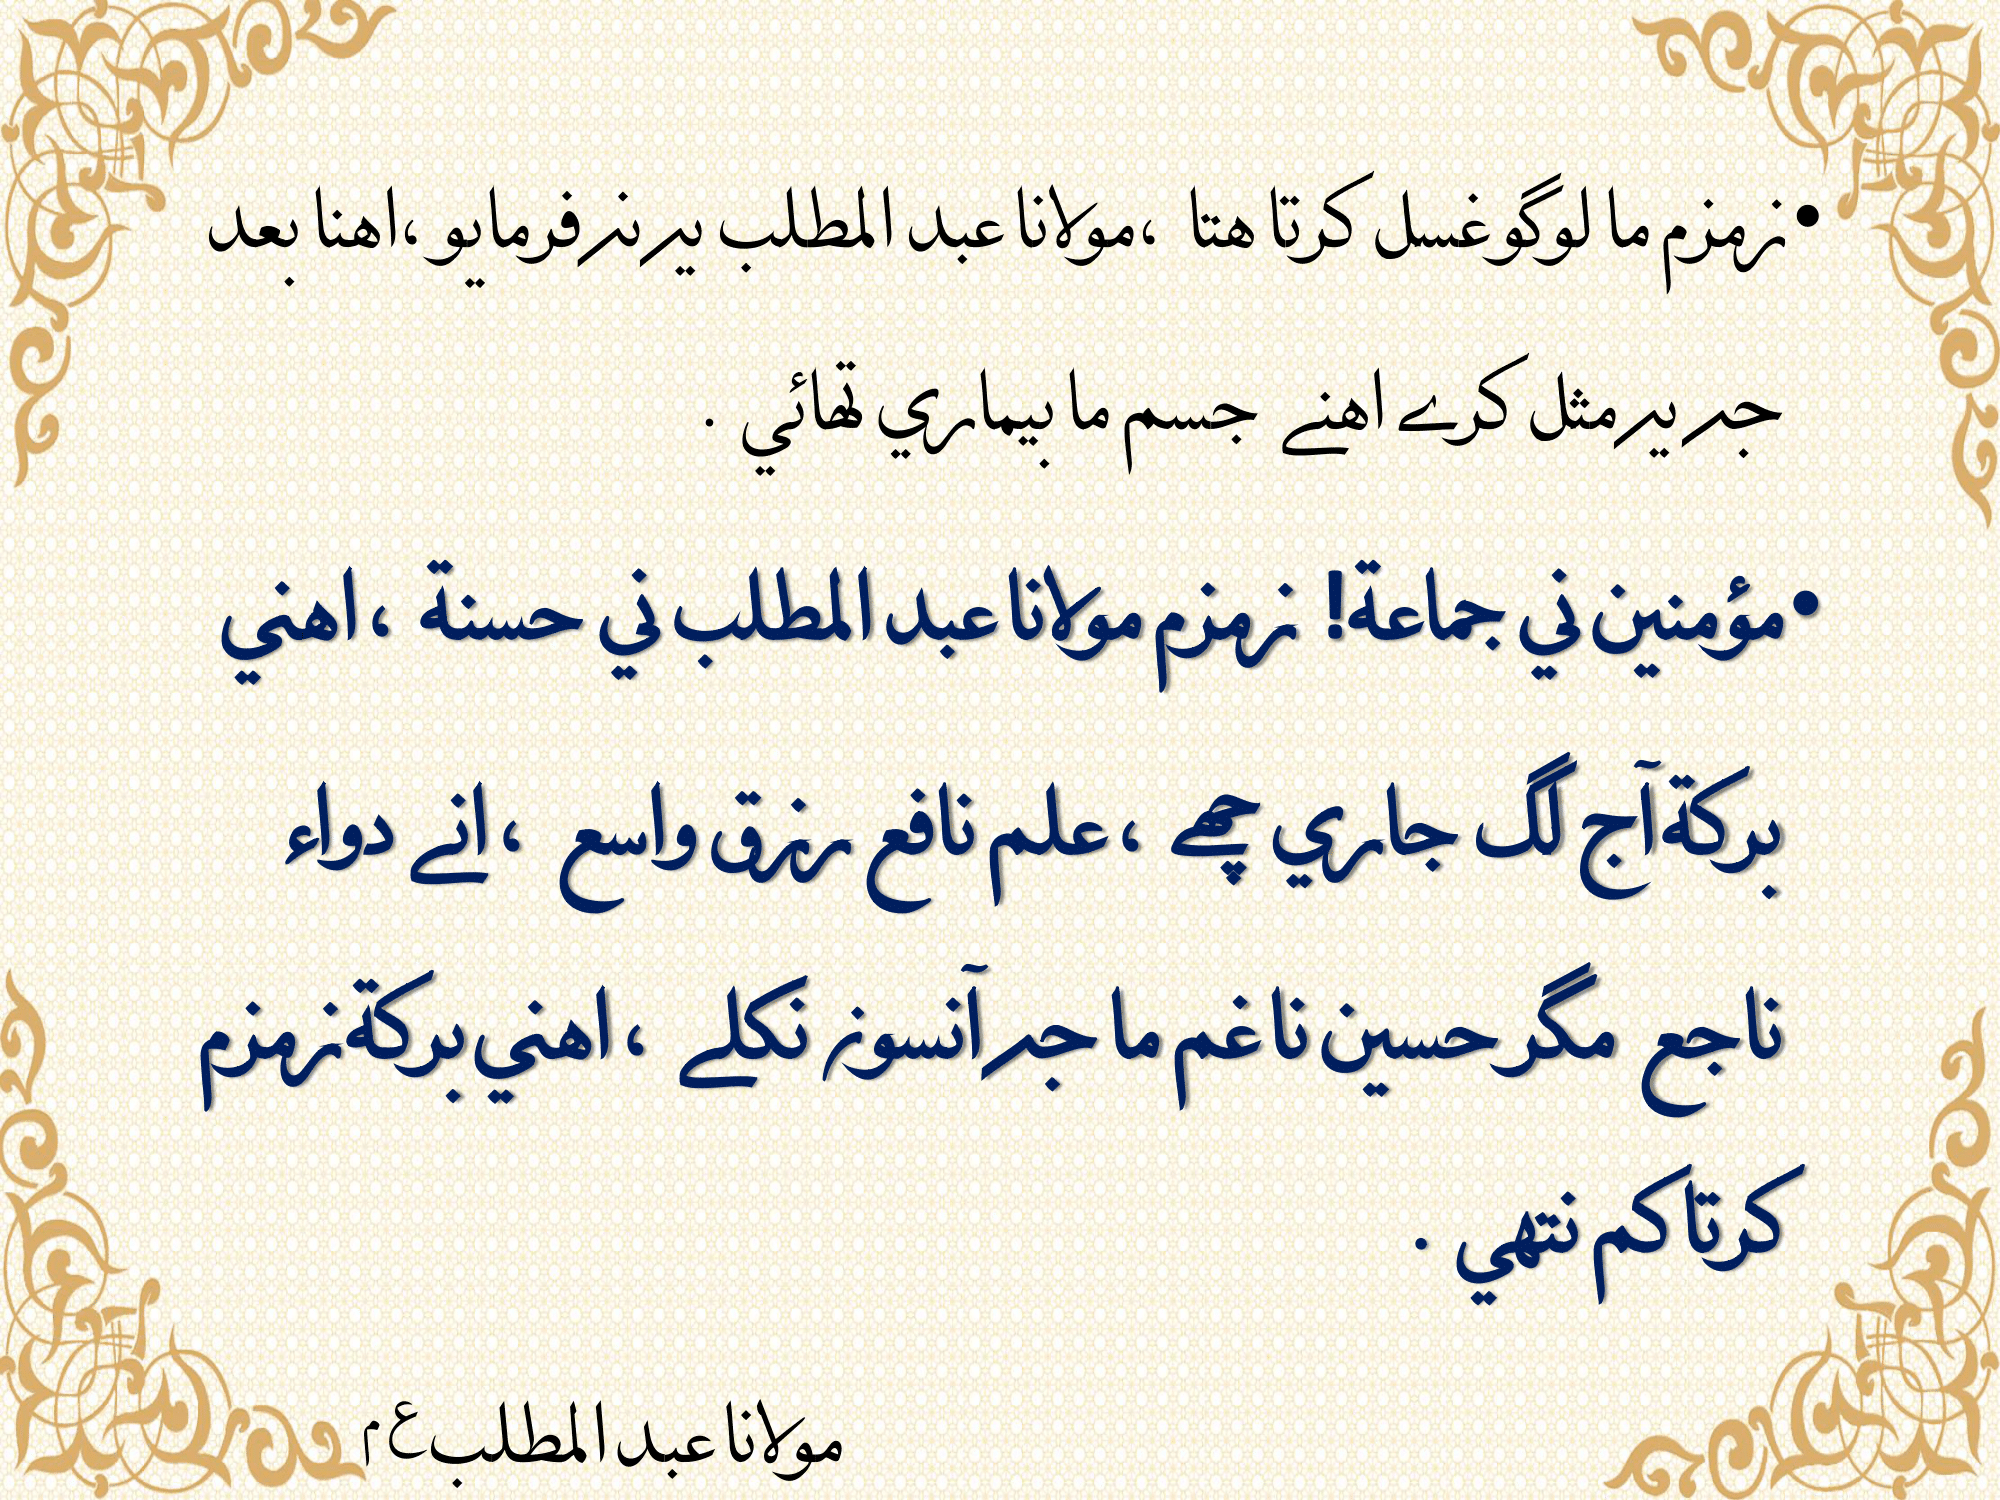 •زمزم ما لوگو غسل كرتا هتا ، مولانا عبد المطلب يہ نہ فرمايو ، اهنا بعد
جہ يہ مثل كرے اهنے جسم ما بيماري تهائي .
•مؤمنين ني جماعة! زمزم مولانا عبد المطلب ني حسنة ، اهني
بركة آج لگ جاري چھے ، علم نافع رزق واسع ، انے دواء
ناجع مگر حسين نا غم ما جہ آنسو نكلے ، اهني بركة زمزم
كرتا كم نتهي .
مولانا عبد المطلب ع م